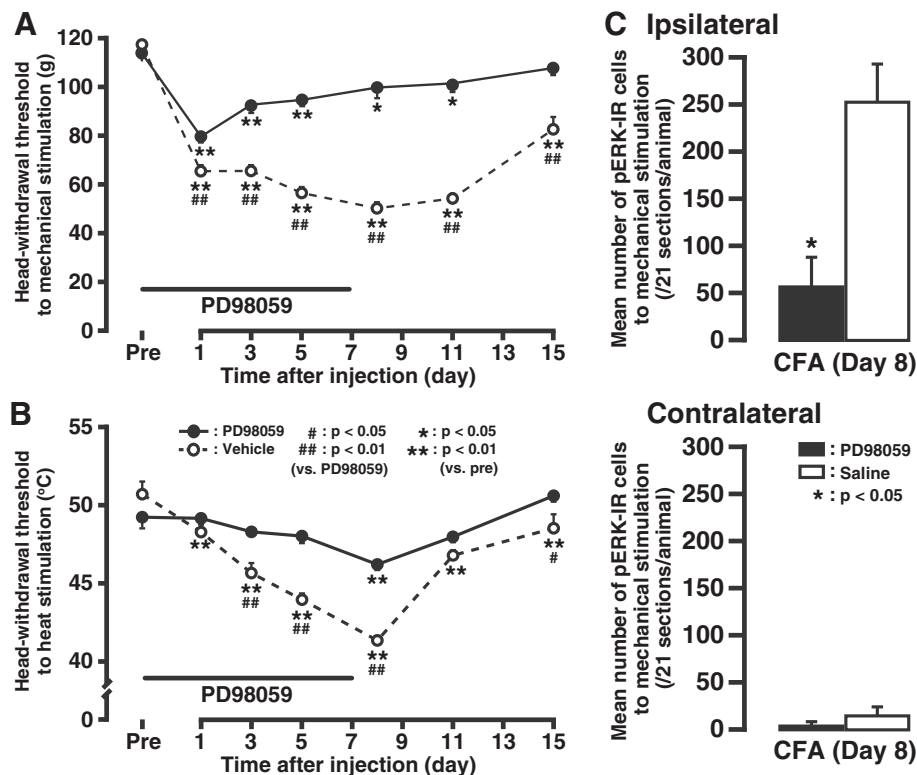 A
Head-withdrawal threshold
to mechanical stimulation (g)
120
100
80
60
40
20
0
**
**
**
*
*
**
##
**
##
**
##
**
##
**
##
**
##
PD98059
Pre 1 3 5 7 9 11 13 15
Time after injection (day)
B
Head-withdrawal threshold
to heat stimulation (°C)
55
50
45
40
0
: PD98059 # : p < 0.05 * : p < 0.05
: Vehicle ## : p < 0.01 ** : p < 0.01
(vs. PD98059) (vs. pre)
**
**
##
**
##
**
**
##
**
**
#
PD98059
Pre 1 3 5 7 9 11 13 15
Time after injection (day)
C Ipsilateral
Mean number of pERK-IR cells
to mechanical stimulation
(/21 sections/animal)
300
250
200
150
100
50
0
*
CFA (Day 8)
Contralateral
Mean number of pERK-IR cells
to mechanical stimulation
(/21 sections/animal)
300
250
200
150
100
50
0
: PD98059
: Saline
* : p < 0.05
CFA (Day 8)